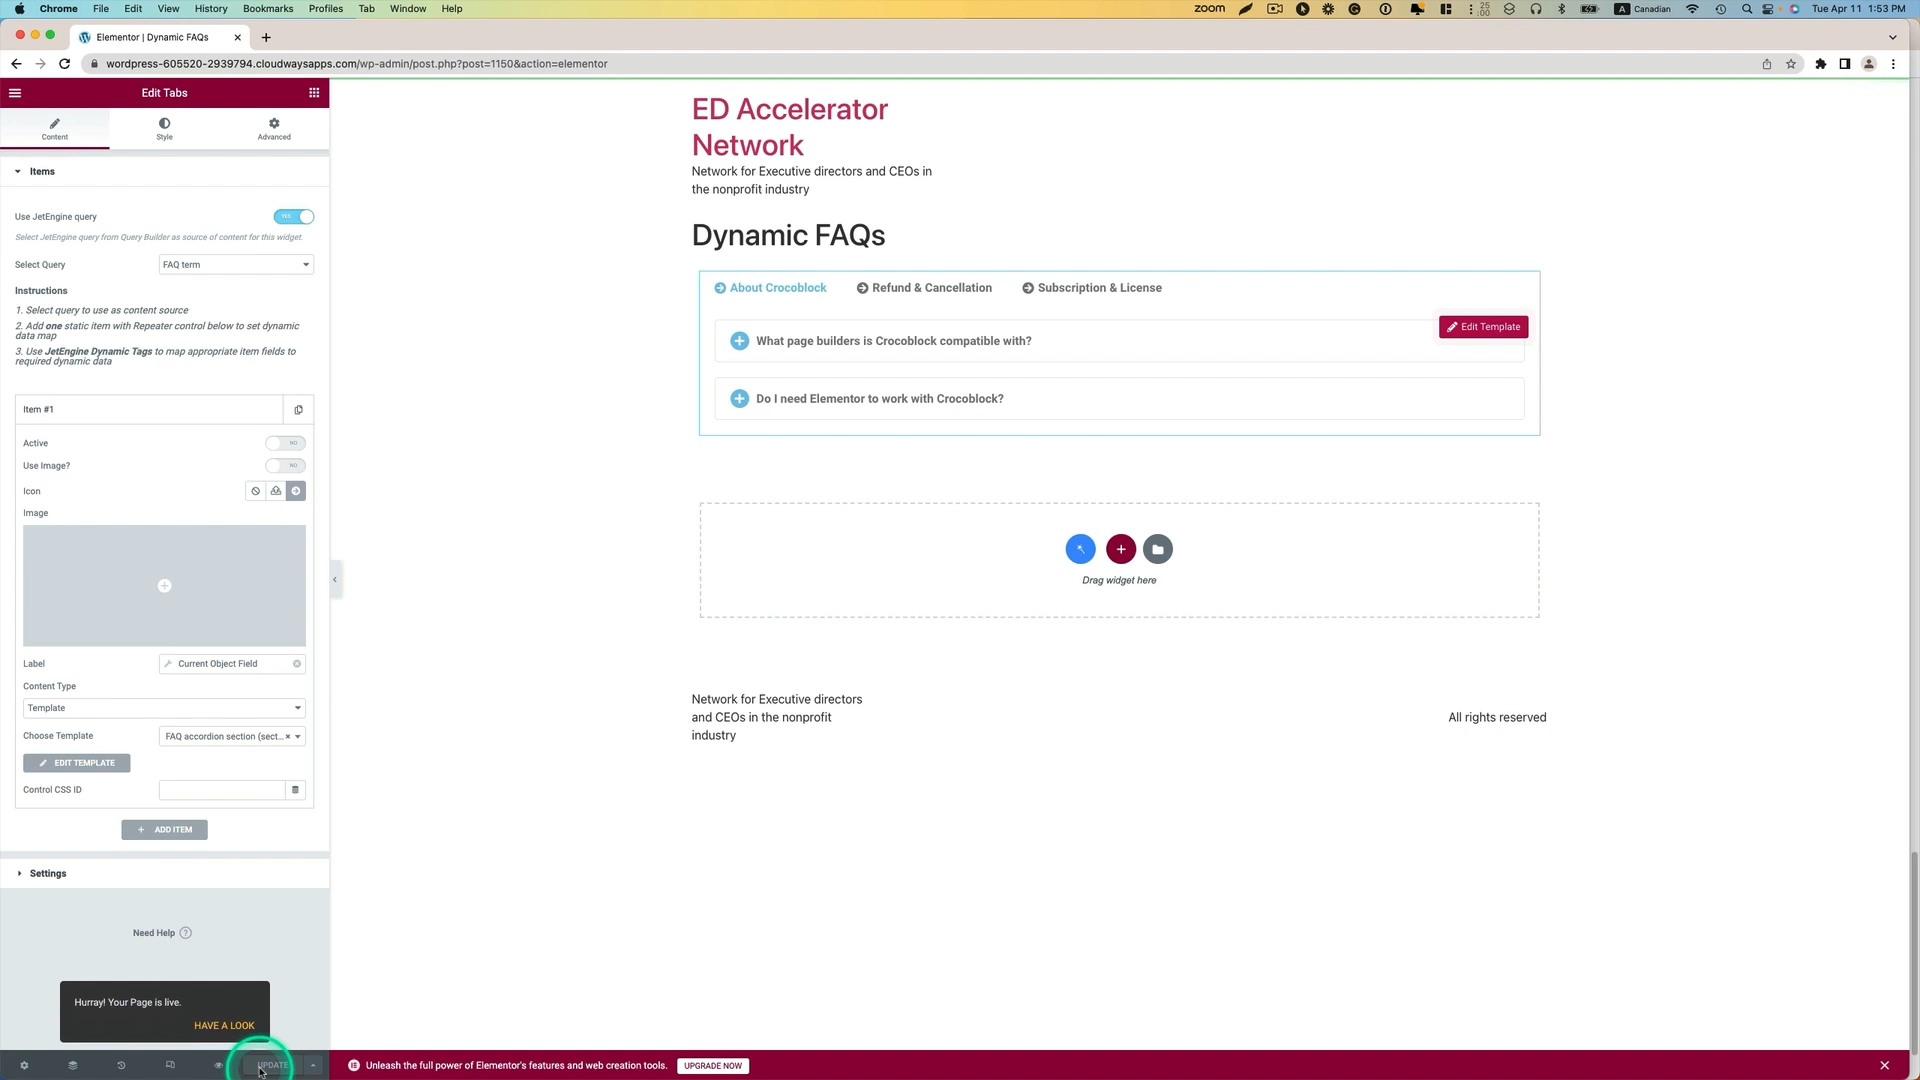 Chrome File Edit View History Bookmarks Profiles Tab Window Help
zoom 25 :00 A Canadian Tue Apr 11 1:53 PM
Elementor | Dynamic FAQs
wordpress-605520-2939794.cloudwaysapps.com/wp-admin/post.php?post=1150&action=elementor
Edit Tabs
Content Style Advanced
Items
Use JetEngine query YES
Select JetEngine query from Query Builder as source of content for this widget.
Select Query FAQ term
Instructions
1. Select query to use as content source
2. Add one static item with Repeater control below to set dynamic
data map
3. Use JetEngine Dynamic Tags to map appropriate item fields to
required dynamic data
Item #1
Active NO
Use Image? NO
Icon
Image
Label Current Object Field
Content Type
Template
Choose Template FAQ accordion section (sect... ×
EDIT TEMPLATE
Control CSS ID
+ ADD ITEM
Settings
Need Help ?
Hurray! Your Page is live.
HAVE A LOOK
UPDATE
ED Accelerator
Network
Network for Executive directors and CEOs in
the nonprofit industry
Dynamic FAQs
About Crocoblock Refund & Cancellation Subscription & License
Edit Template
What page builders is Crocoblock compatible with?
Do I need Elementor to work with Crocoblock?
Drag widget here
Network for Executive directors
and CEOs in the nonprofit
industry
All rights reserved
Unleash the full power of Elementor's features and web creation tools. UPGRADE NOW